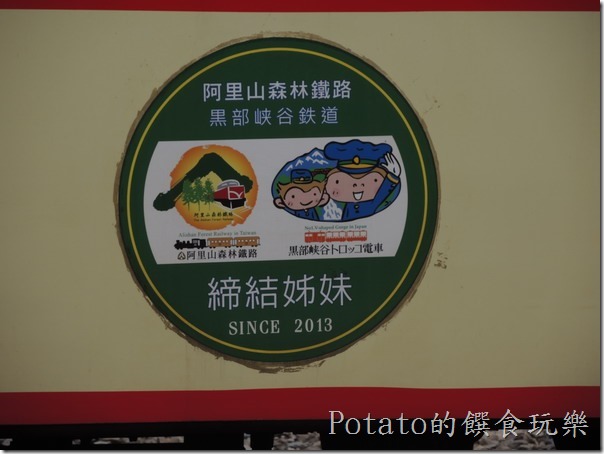 阿里山森林鐵路
黒部峡谷鉄道
阿里山森林鐵路
Alishan Forest Railway in Taiwan
阿里山森林鐵路
黒部峡谷トロッコ電車
締結姊妹
SINCE 2013
Potato的饌食玩樂